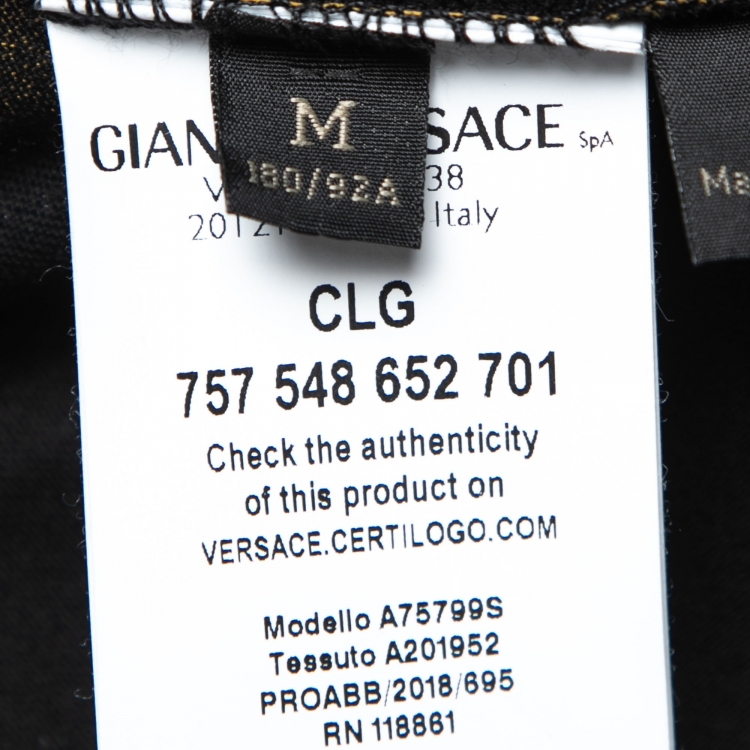 M
180/92A
GIAN SACE SpA
V 38
2012 Italy
CLG
757 548 652 701
Check the authenticity
of this product on
VERSACE.CERTILOGO.COM
Modello A75799S
Tessuto A201952
PROABB/2018/695
RN 118861
Ma